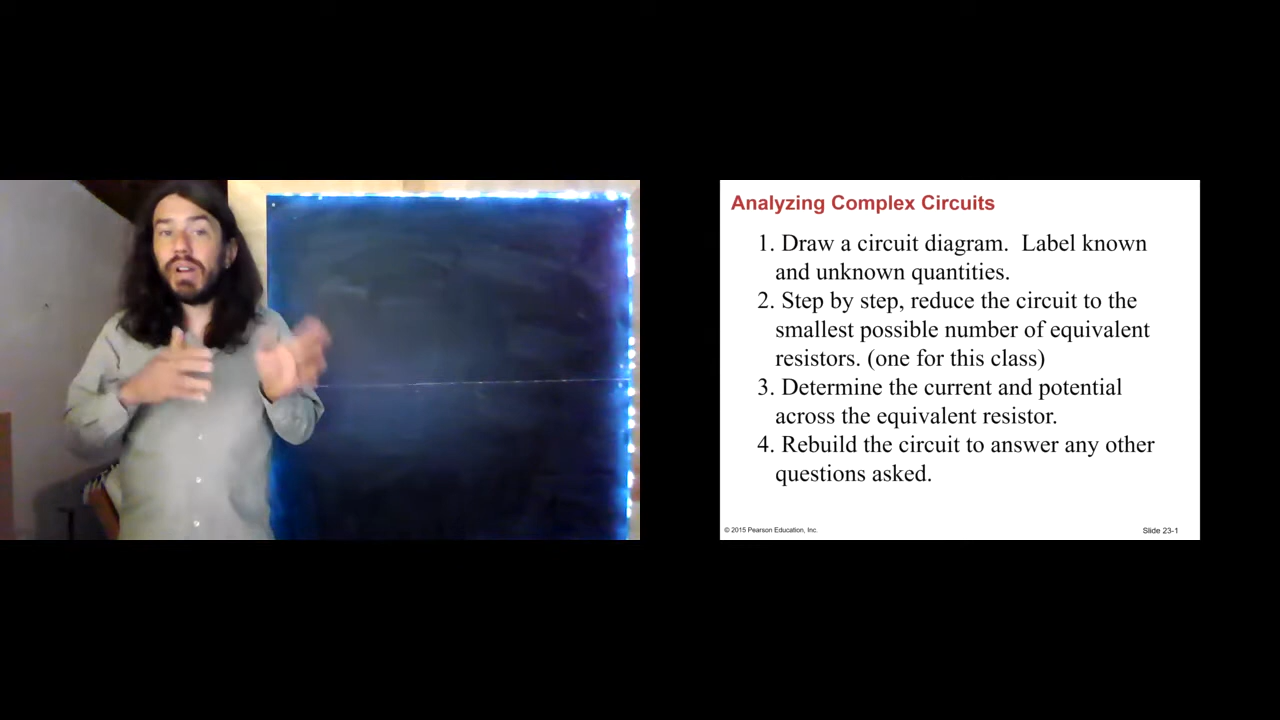 Analyzing Complex Circuits
1. Draw a circuit diagram.  Label known
and unknown quantities.
2. Step by step, reduce the circuit to the
smallest possible number of equivalent
resistors. (one for this class)
3. Determine the current and potential
across the equivalent resistor.
4. Rebuild the circuit to answer any other
questions asked.
© 2015 Pearson Education, Inc.
Slide 23-1